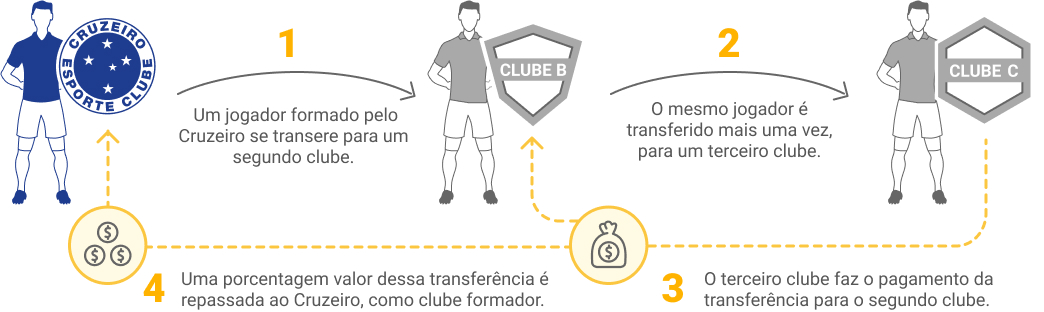 CRUZEIRO
ESPORTE CLUBE
1
Um jogador formado pelo
Cruzeiro se transere para um
segundo clube.
CLUBE B
2
O mesmo jogador é
transferido mais uma vez,
para um terceiro clube.
CLUBE C
$
$ $
$
4
Uma porcentagem valor dessa transferência é
repassada ao Cruzeiro, como clube formador.
3
O terceiro clube faz o pagamento da
transferência para o segundo clube.